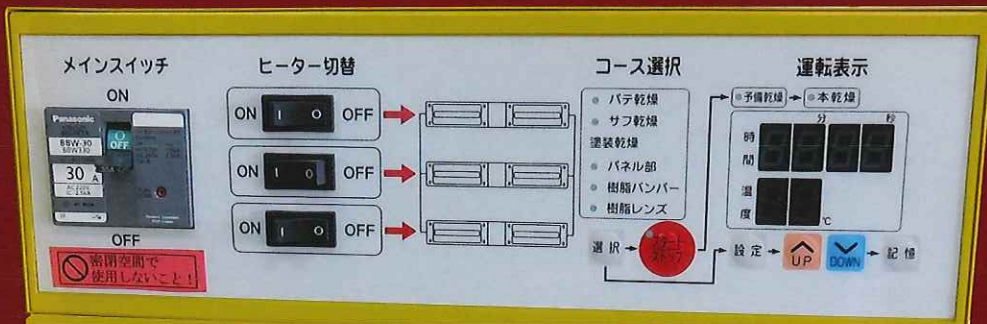 メインスイッチ
ON
Panasonic
BBW-30
BBW330
30 A
AC220V
OFF
OFF
密閉空間で
使用しないこと!
ヒーター切替
ON I O OFF
ON I O OFF
ON I O OFF
コース選択
パテ乾燥
サフ乾燥
塗装乾燥
パネル部
樹脂バンパー
樹脂レンズ
選択
スタート
ストップ
運転表示
予備乾燥
本乾燥
分 秒
時間
温度
℃
設定
UP
DOWN
記憶